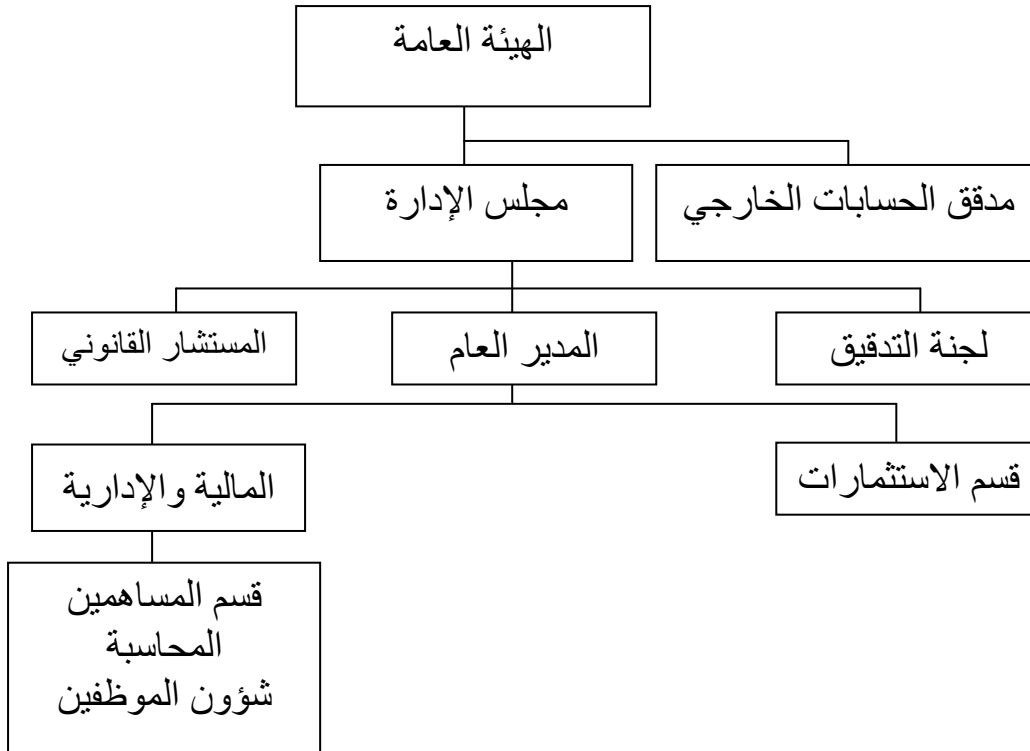 الهيئة العامة
مدقق الحسابات الخارجي
مجلس الإدارة
لجنة التدقيق
المدير العام
المستشار القانوني
قسم الاستثمارات
المالية والإدارية
قسم المساهمين
المحاسبة
شؤون الموظفين